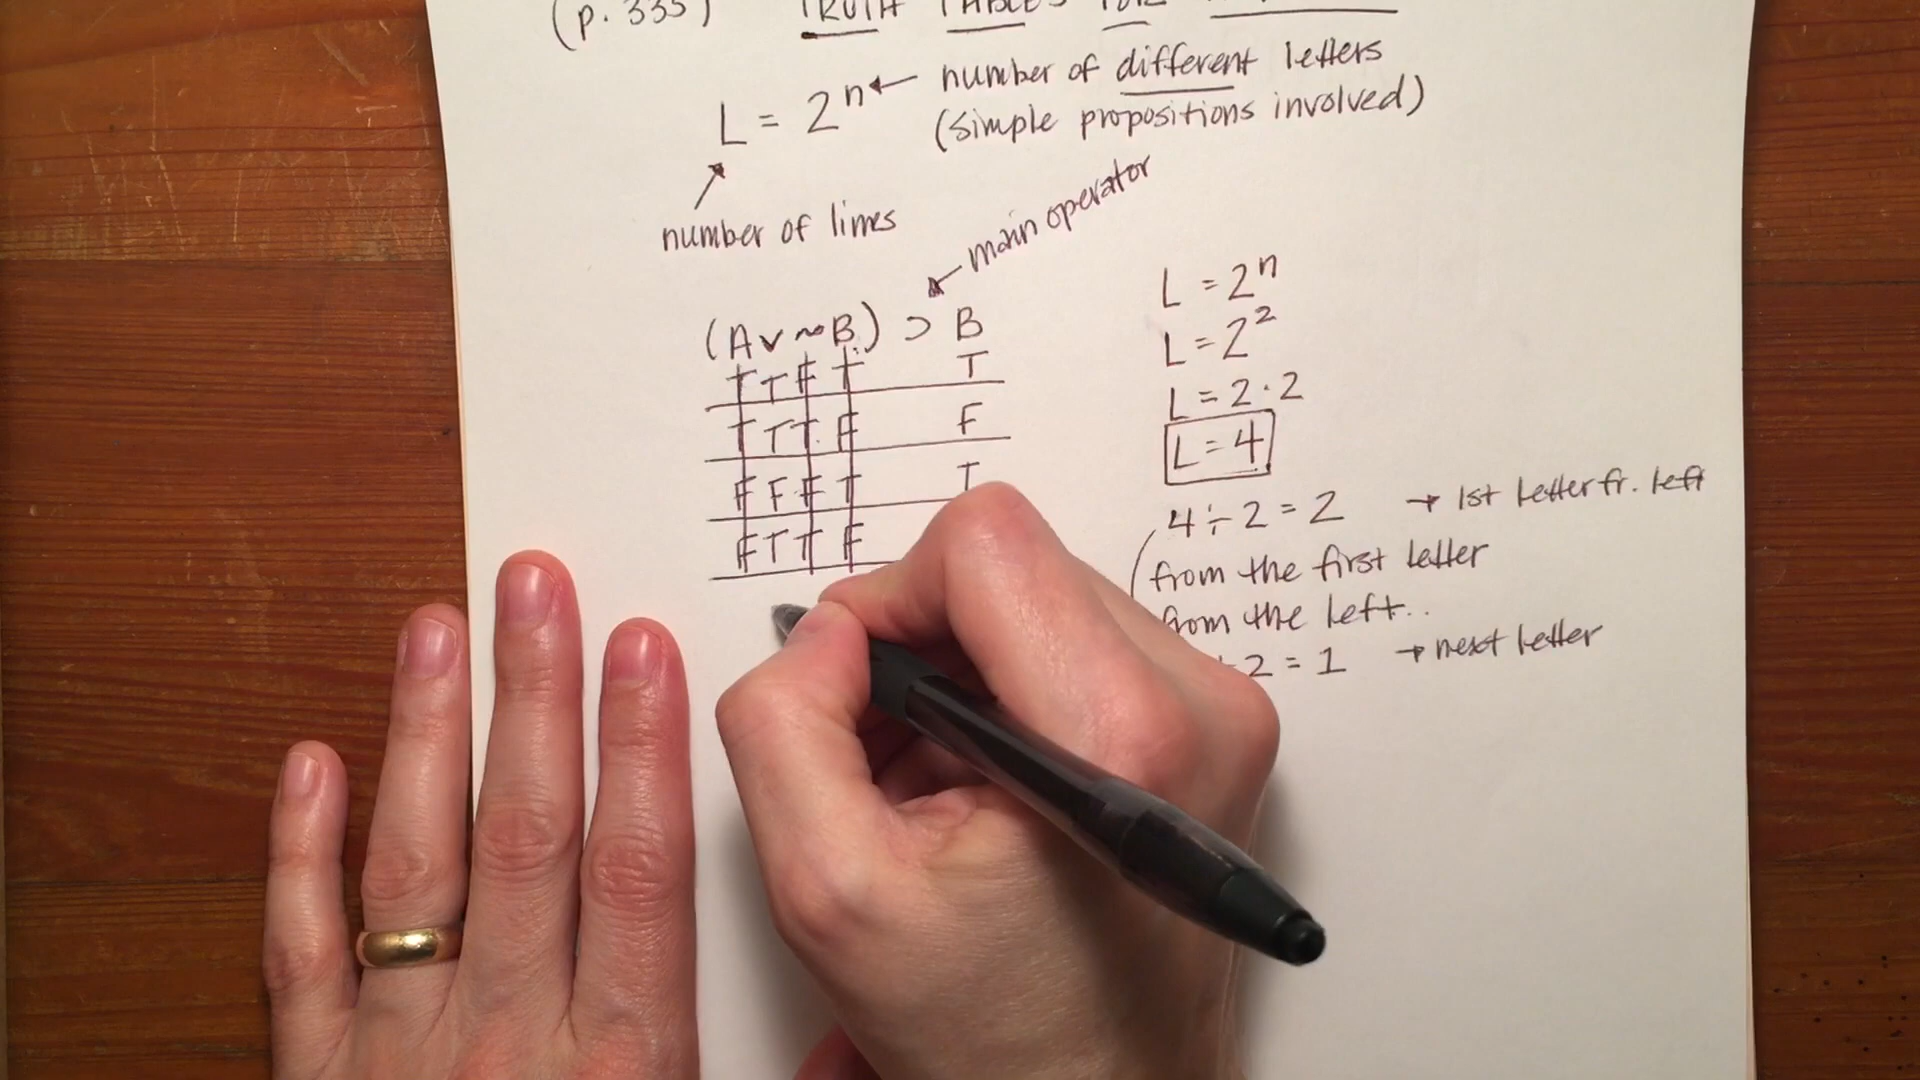 (p. 335) TRUTH TABLES FOR
L = 2ⁿ ← number of different letters
(simple propositions involved)
number of lines
main operator
(A v ~ B) ⊃ B
T T F T T
T T T F F
F F F T T
F T T F
L = 2ⁿ
L = 2²
L = 2 · 2
L = 4
4 ÷ 2 = 2 → 1st letter fr. left
from the first letter
from the left..
÷ 2 = 1 → next letter